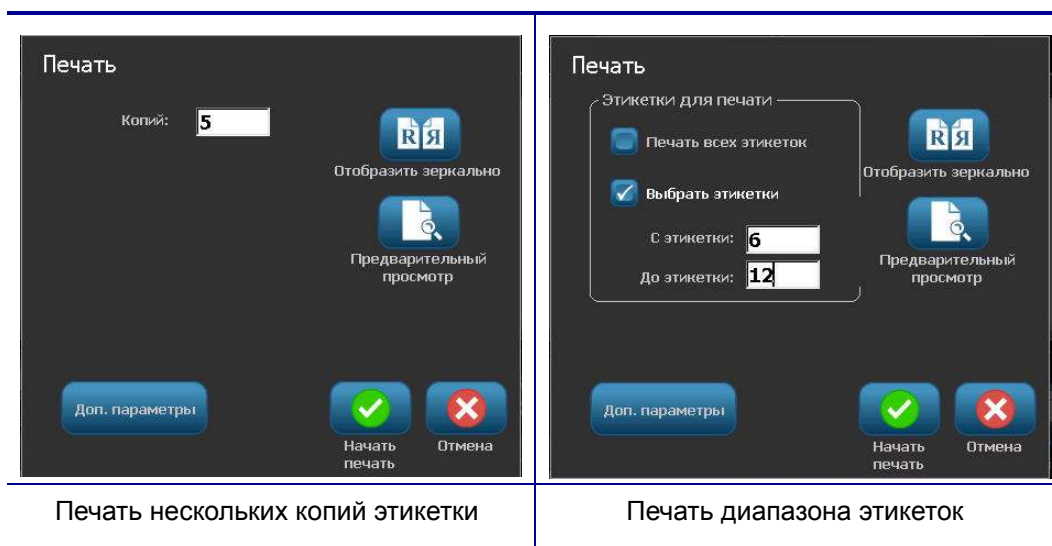 Печать
Копий: 5
R Я
Отобразить зеркально
Предварительный
просмотр
Доп. параметры
Начать
печать
Отмена
Печать нескольких копий этикетки
Печать
Этикетки для печати
Печать всех этикеток
Выбрать этикетки
С этикетки: 6
До этикетки: 12
R Я
Отобразить зеркально
Предварительный
просмотр
Доп. параметры
Начать
печать
Отмена
Печать диапазона этикеток